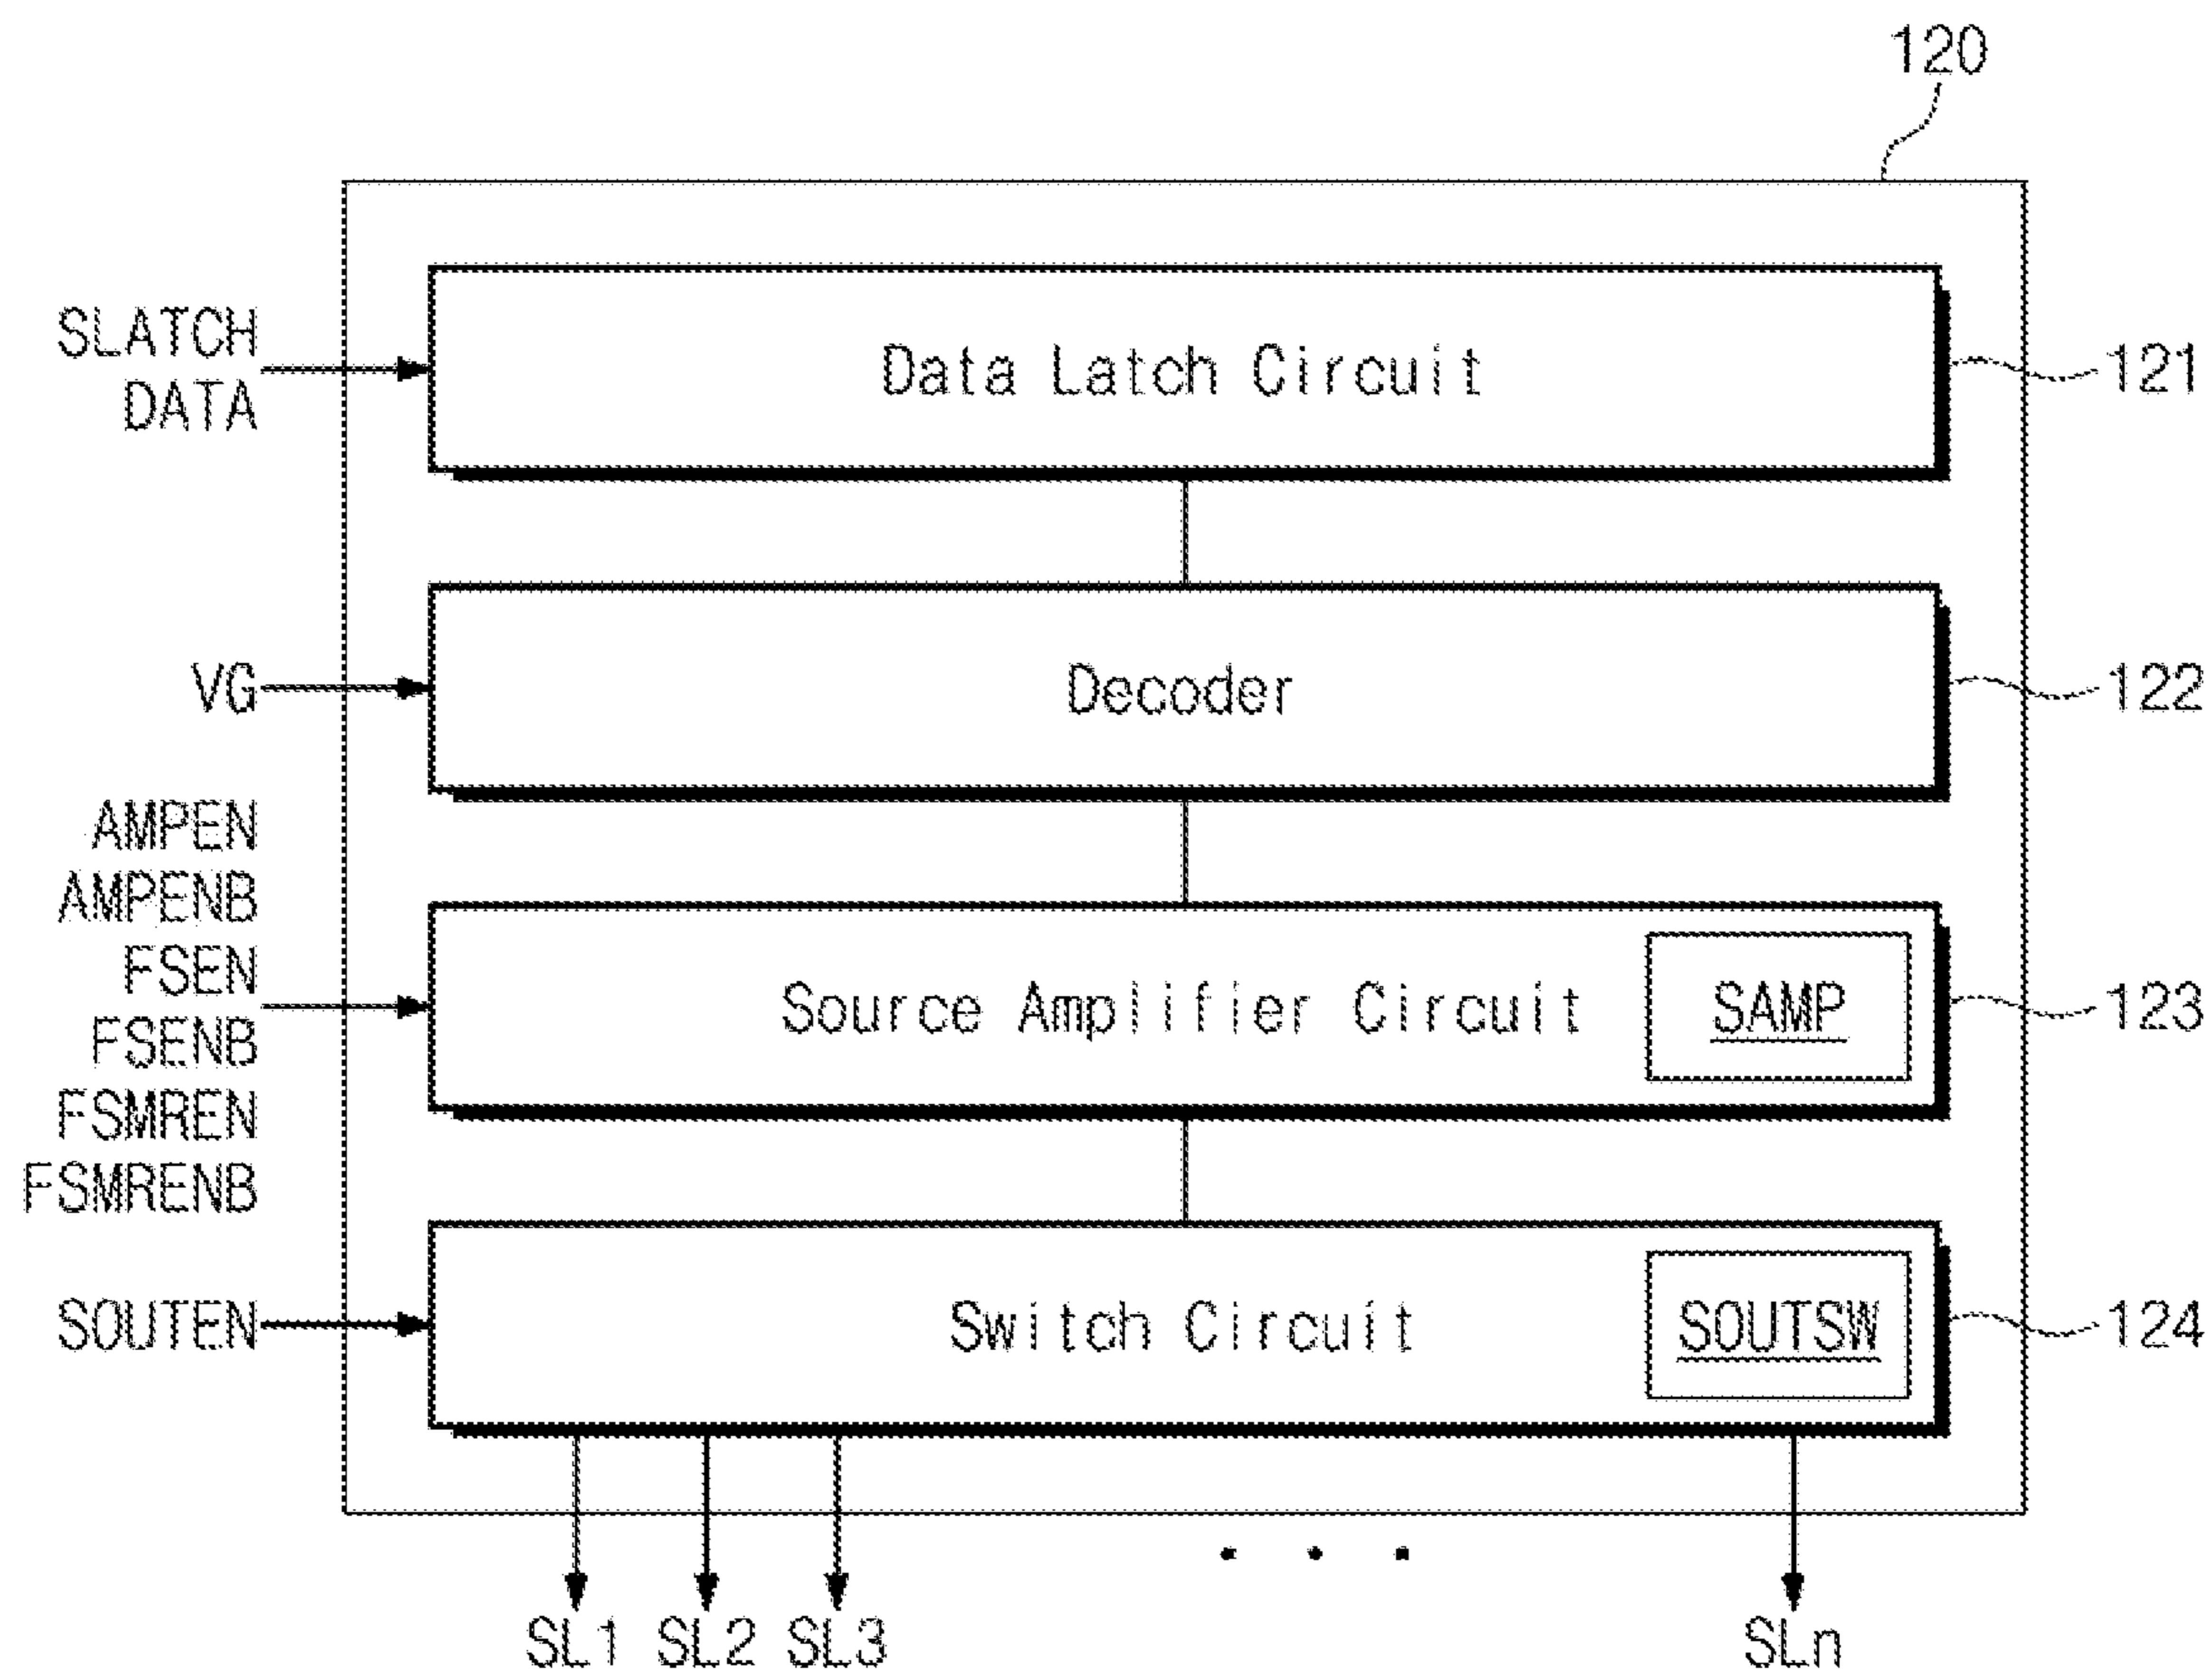 120
SLATCH
DATA
Data Latch Circuit
121
VG
Decoder
122
AMPEN
AMPENB
FSEN
FSENB
FSMREN
FSMRENB
Source Amplifier Circuit
SAMP
123
SOUTEN
Switch Circuit
SOUTSW
124
SL1 SL2 SL3 . . . SLn